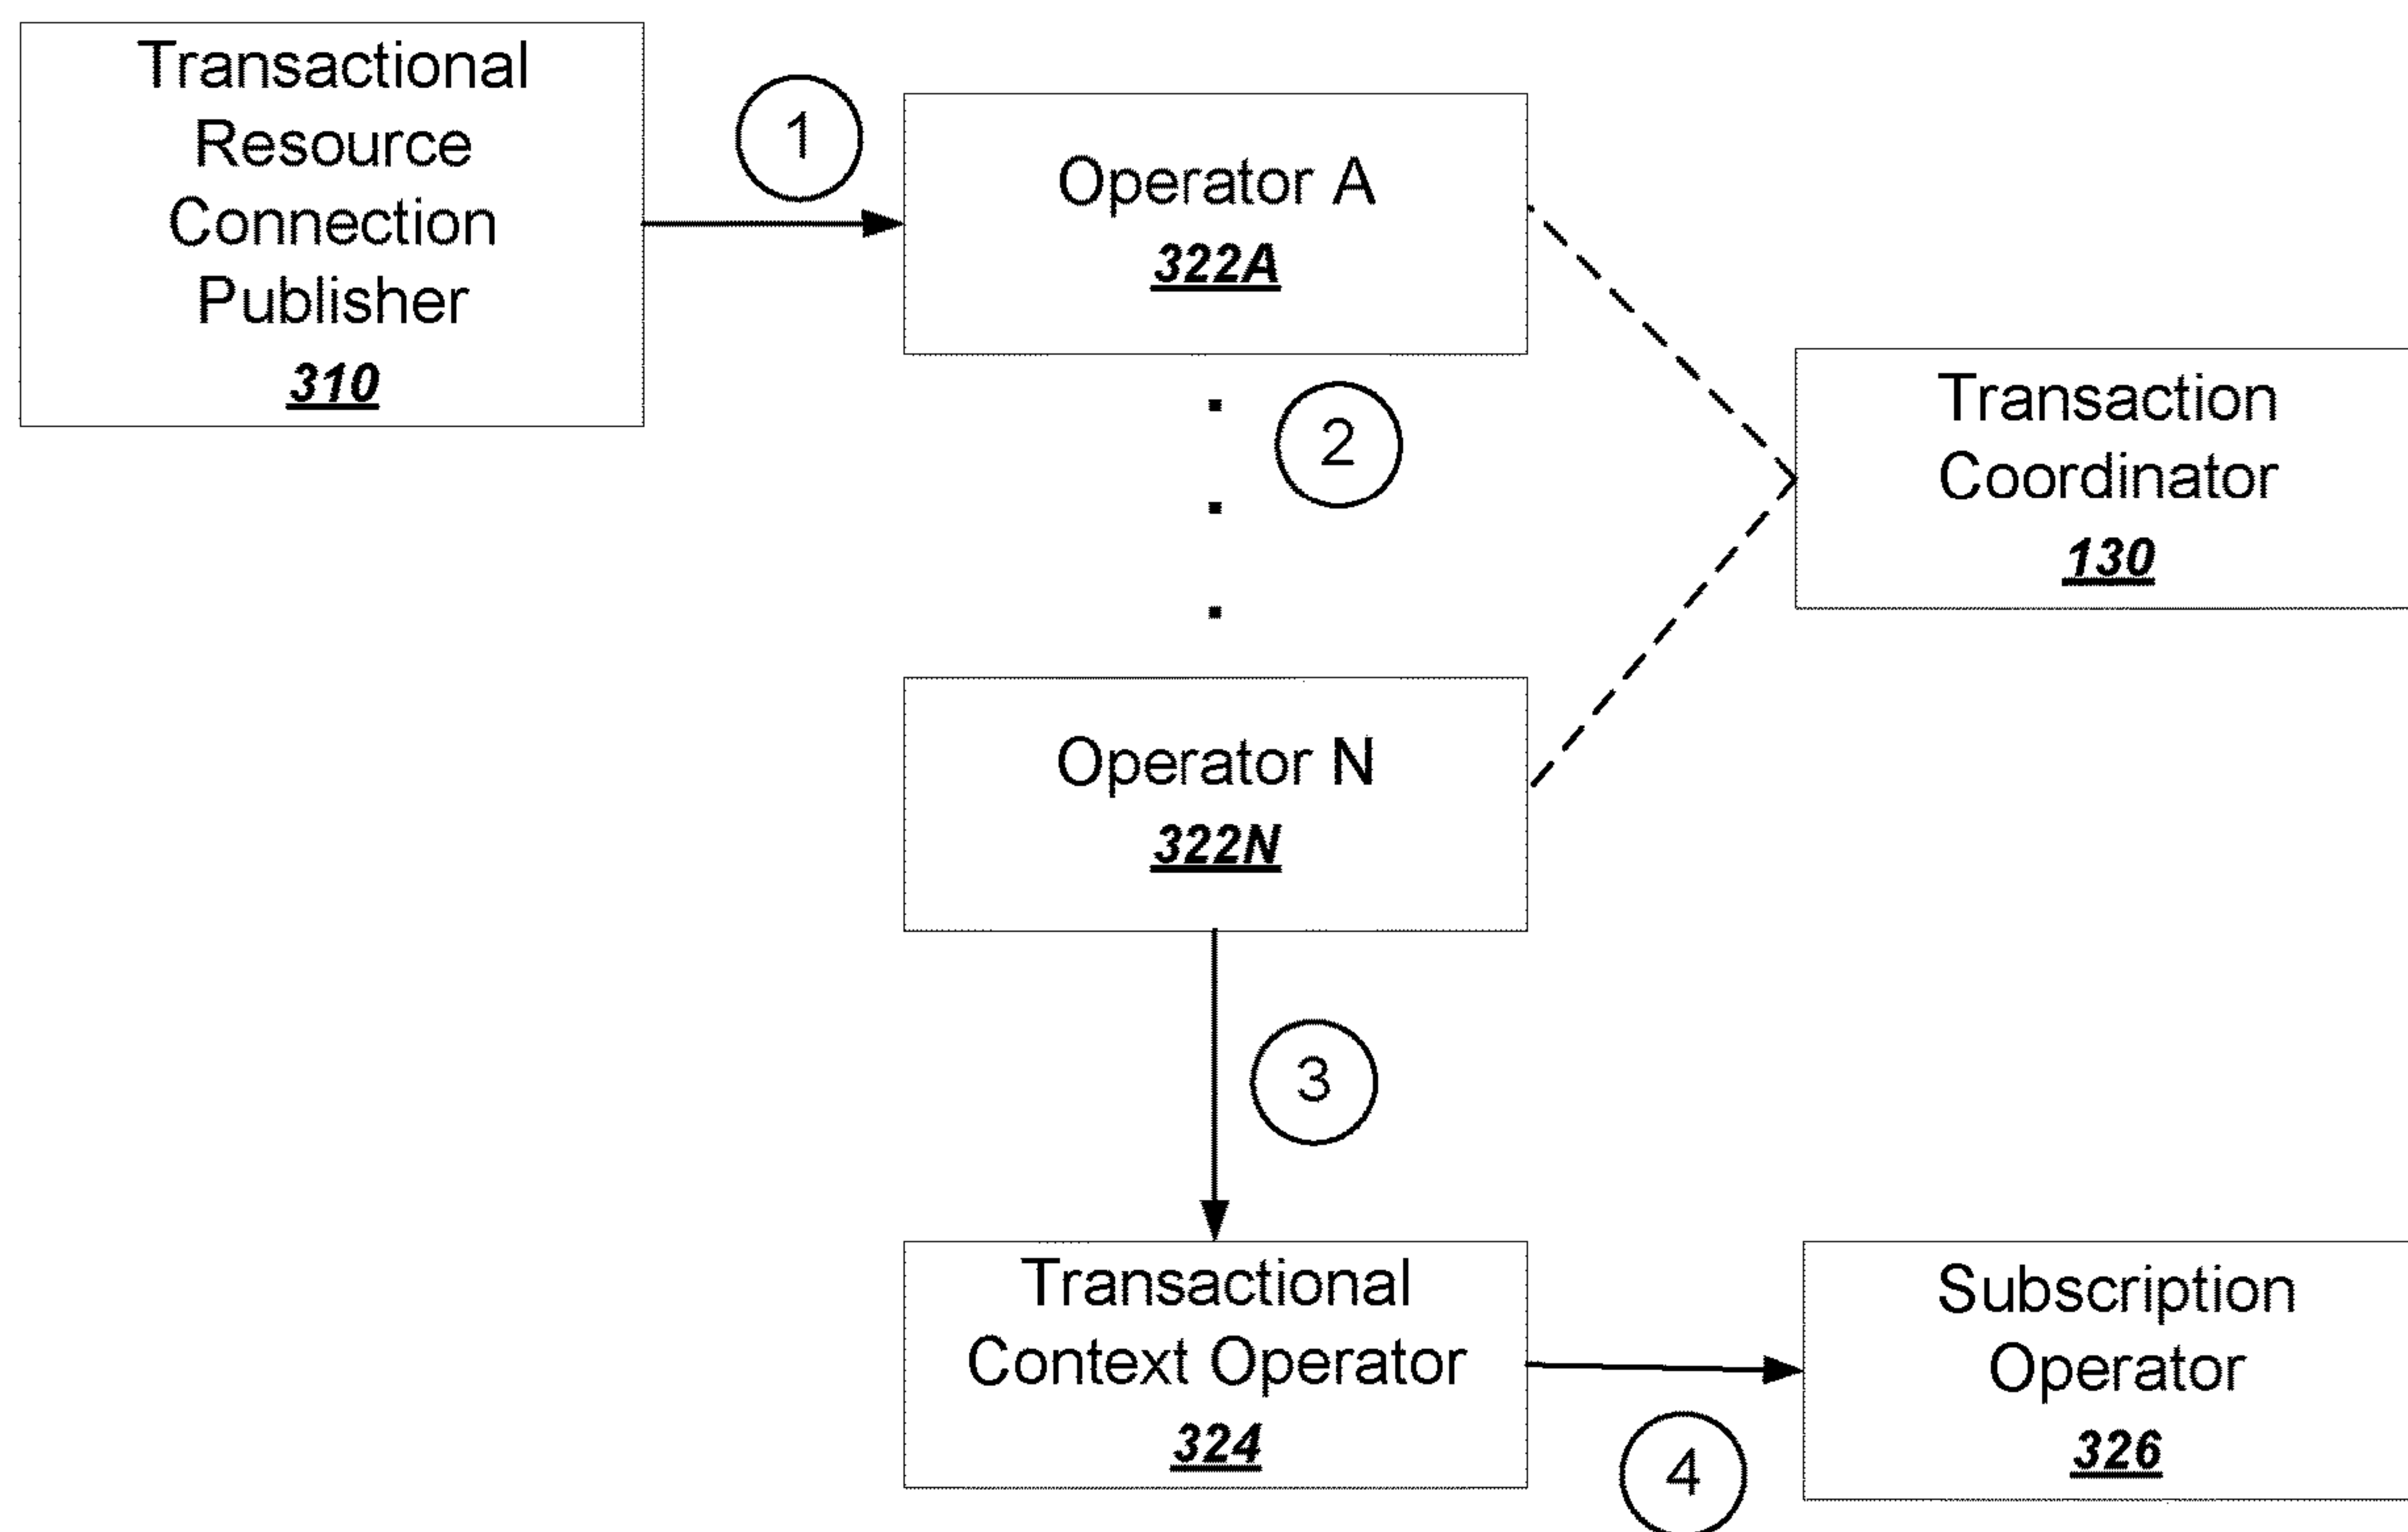 Transactional
Resource
Connection
Publisher
310
1
Operator A
322A
2
Transaction
Coordinator
130
Operator N
322N
3
Transactional
Context Operator
324
4
Subscription
Operator
326